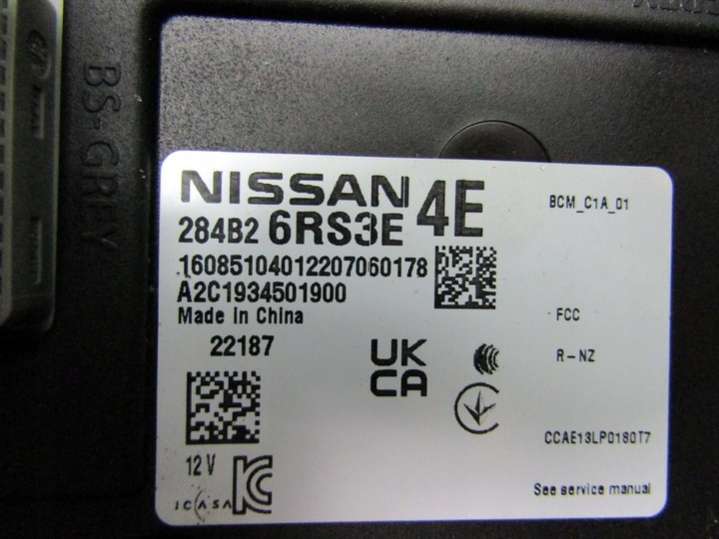 BS-GREY
NISSAN 4E
284B2 6RS3E
BCM_C1A_01
16085104012207060178
A2C1934501900
Made in China
FCC
22187
UK
CA
R-NZ
CCAE13LP0180T7
12 V
ICASA
See service manual